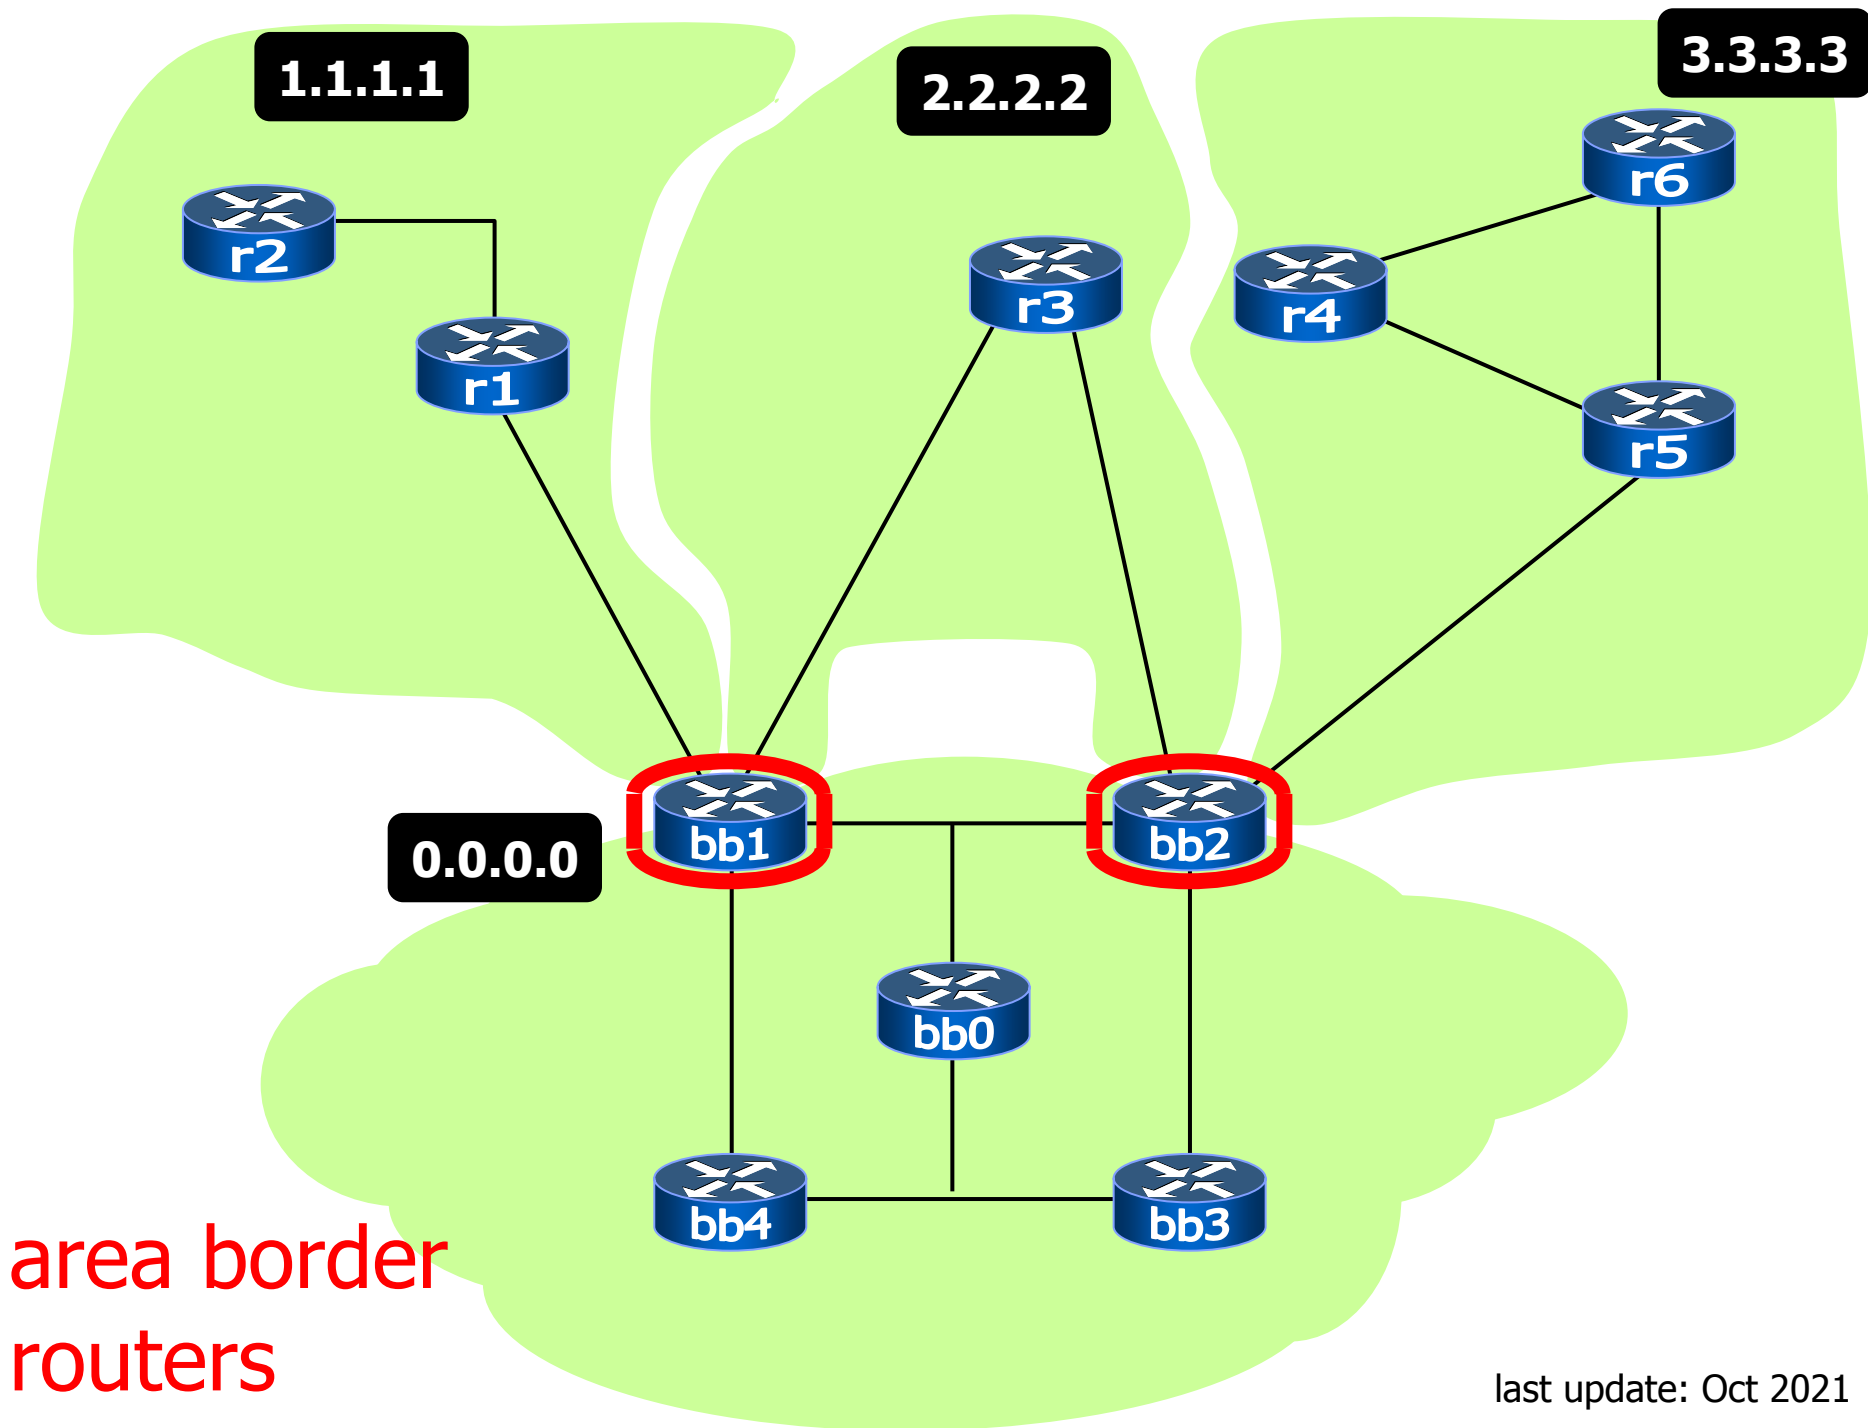 1.1.1.1
2.2.2.2
3.3.3.3
r6
r2
r3
r4
r1
r5
bb1
bb2
0.0.0.0
bb0
bb4
bb3
area border
routers
last update: Oct 2021